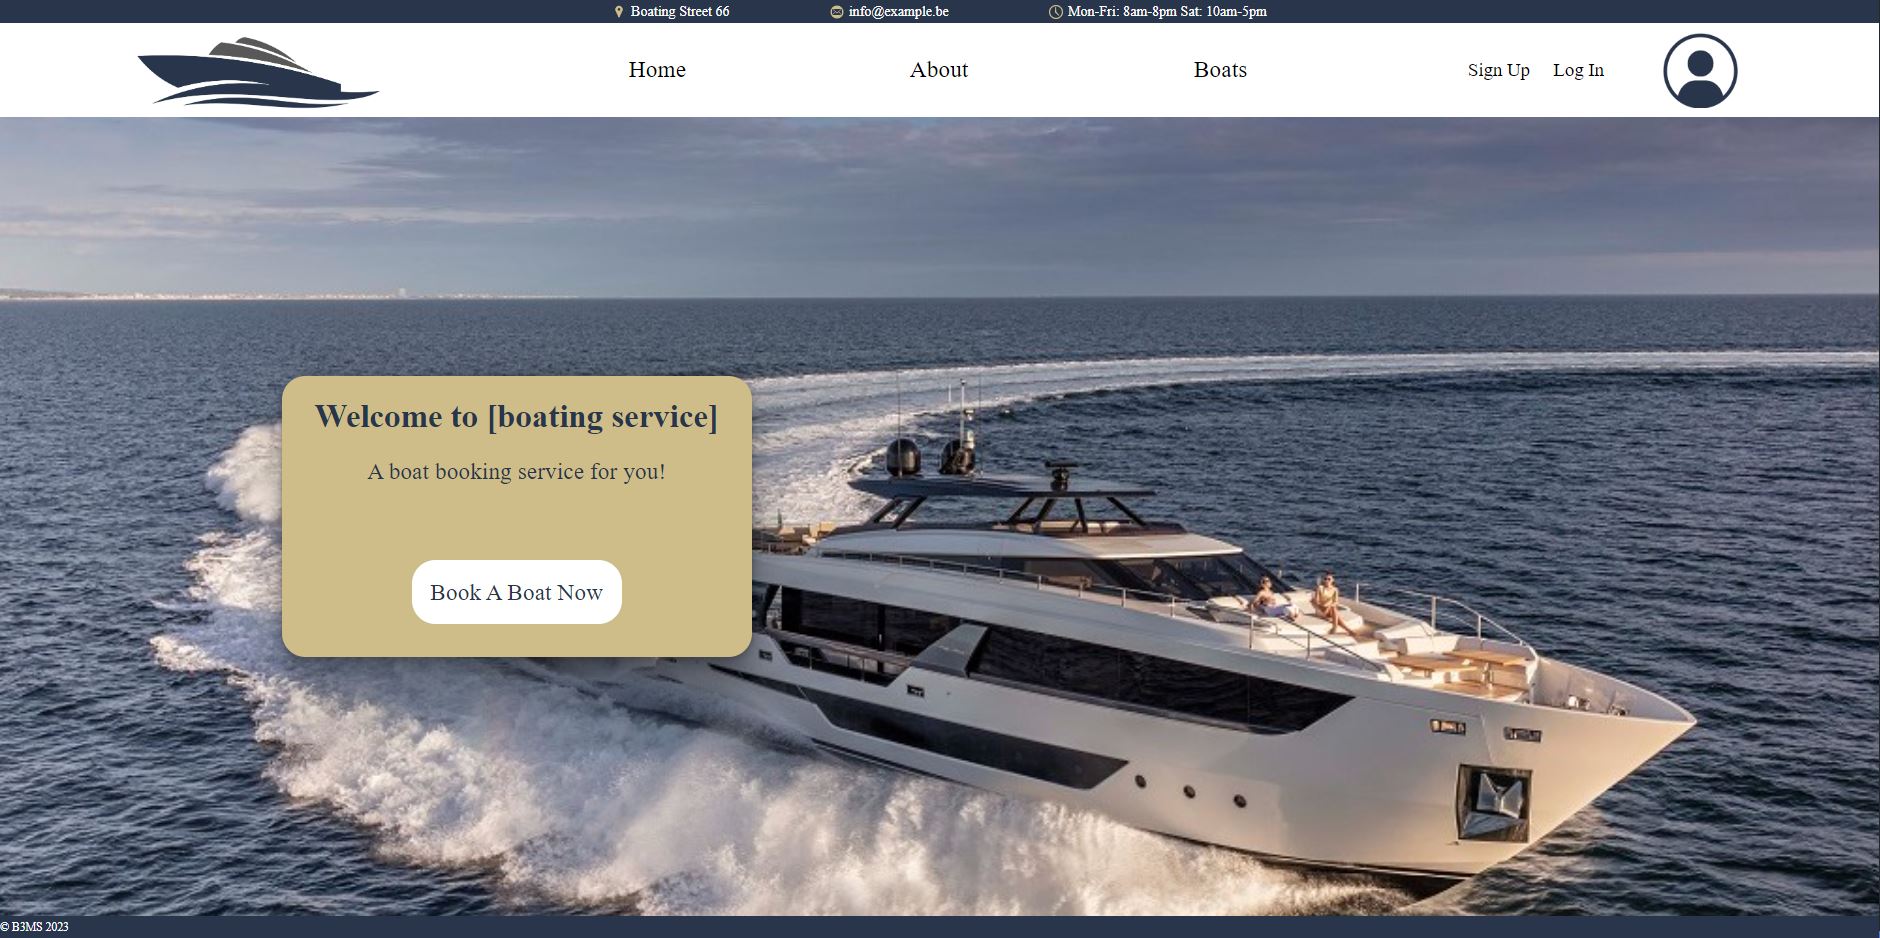 Boating Street 66
info@example.be
Mon-Fri: 8am-8pm Sat: 10am-5pm
Home
About
Boats
Sign Up
Log In
Welcome to [boating service]
A boat booking service for you!
Book A Boat Now
© B3MS 2023